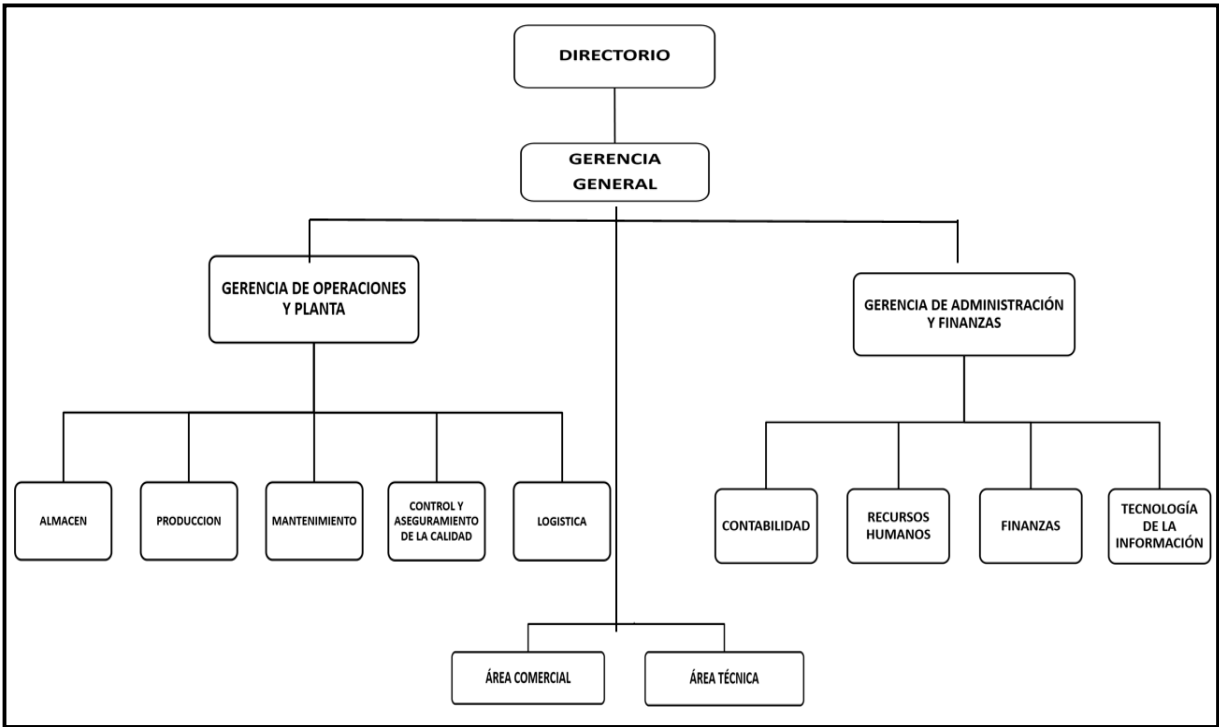 DIRECTORIO
GERENCIA
GENERAL
GERENCIA DE OPERACIONES
Y PLANTA
GERENCIA DE ADMINISTRACIÓN
Y FINANZAS
ALMACEN
PRODUCCION
MANTENIMIENTO
CONTROL Y
ASEGURAMIENTO
DE LA CALIDAD
LOGISTICA
CONTABILIDAD
RECURSOS
HUMANOS
FINANZAS
TECNOLOGÍA
DE LA
INFORMACIÓN
ÁREA COMERCIAL
ÁREA TÉCNICA